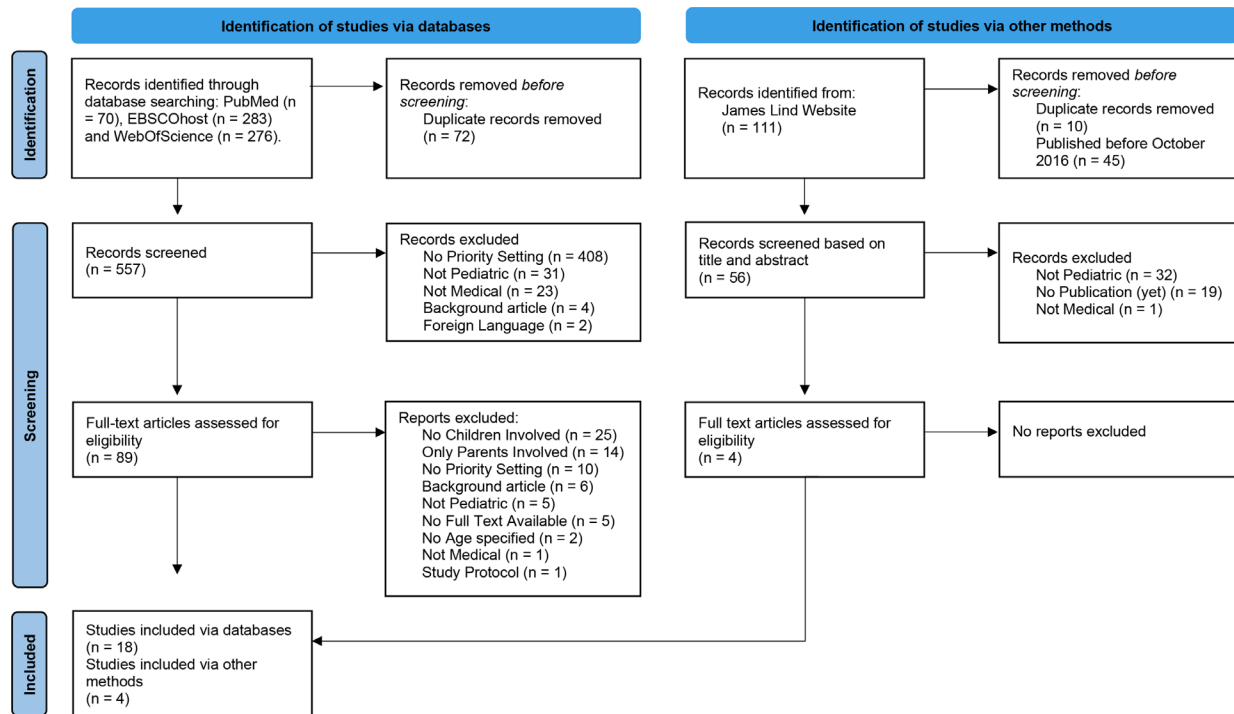 Identification of studies via databases
Identification of studies via other methods
Identification
Records identified through
database searching: PubMed (n
= 70), EBSCOhost (n = 283)
and WebOfScience (n = 276).
Records removed before
screening:
Duplicate records removed
(n = 72)
Records identified from:
James Lind Website
(n = 111)
Records removed before
screening:
Duplicate records removed
(n = 10)
Published before October
2016 (n = 45)
Screening
Records screened
(n = 557)
Records excluded
No Priority Setting (n = 408)
Not Pediatric (n = 31)
Not Medical (n = 23)
Background article (n = 4)
Foreign Language (n = 2)
Records screened based on
title and abstract
(n = 56)
Records excluded
Not Pediatric (n = 32)
No Publication (yet) (n = 19)
Not Medical (n = 1)
Full-text articles assessed for
eligibility
(n = 89)
Reports excluded:
No Children Involved (n = 25)
Only Parents Involved (n = 14)
No Priority Setting (n = 10)
Background article (n = 6)
Not Pediatric (n = 5)
No Full Text Available (n = 5)
No Age specified (n = 2)
Not Medical (n = 1)
Study Protocol (n = 1)
Full text articles assessed for
eligibility
(n = 4)
No reports excluded
Included
Studies included via databases
(n = 18)
Studies included via other
methods
(n = 4)